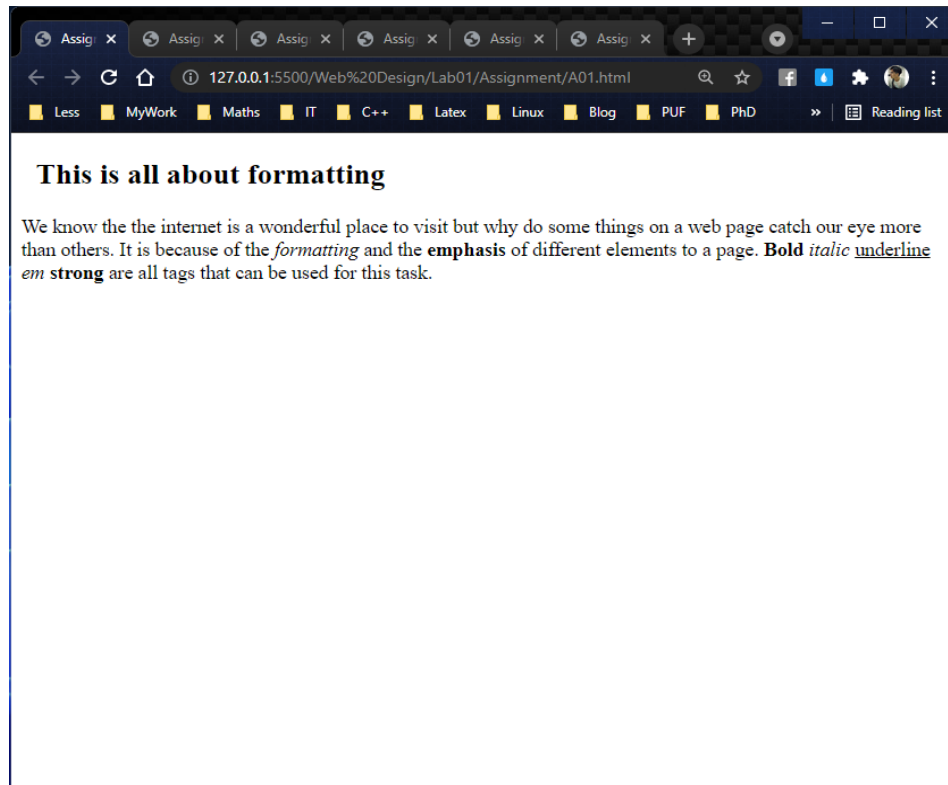 Assig Assig Assig Assig Assig Assig
127.0.0.1:5500/Web%20Design/Lab01/Assignment/A01.html
Less MyWork Maths IT C++ Latex Linux Blog PUF PhD » Reading list
This is all about formatting
We know the the internet is a wonderful place to visit but why do some things on a web page catch our eye more
than others. It is because of the formatting and the emphasis of different elements to a page. Bold italic underline
em strong are all tags that can be used for this task.